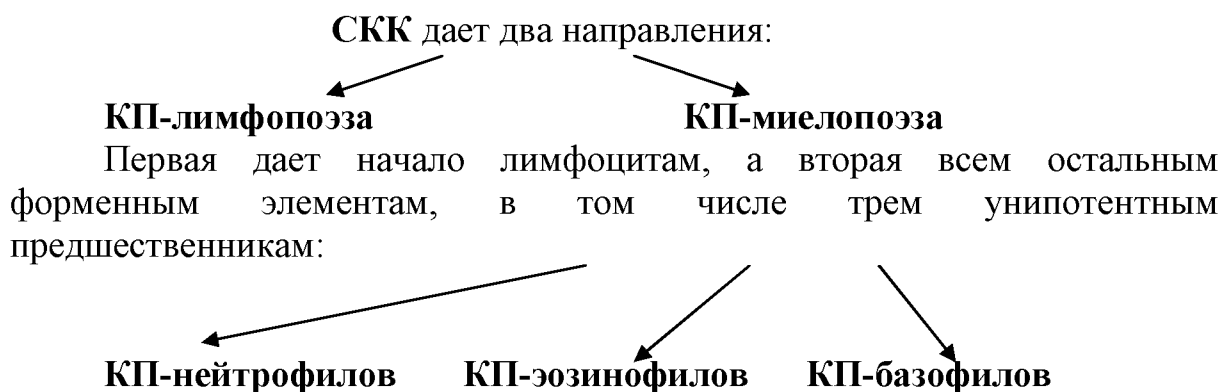 СКК дает два направления:
КП-лимфопоэза КП-миелопоэза
Первая дает начало лимфоцитам, а вторая всем остальным
форменным элементам, в том числе трем унипотентным
предшественникам:
КП-нейтрофилов КП-эозинофилов КП-базофилов